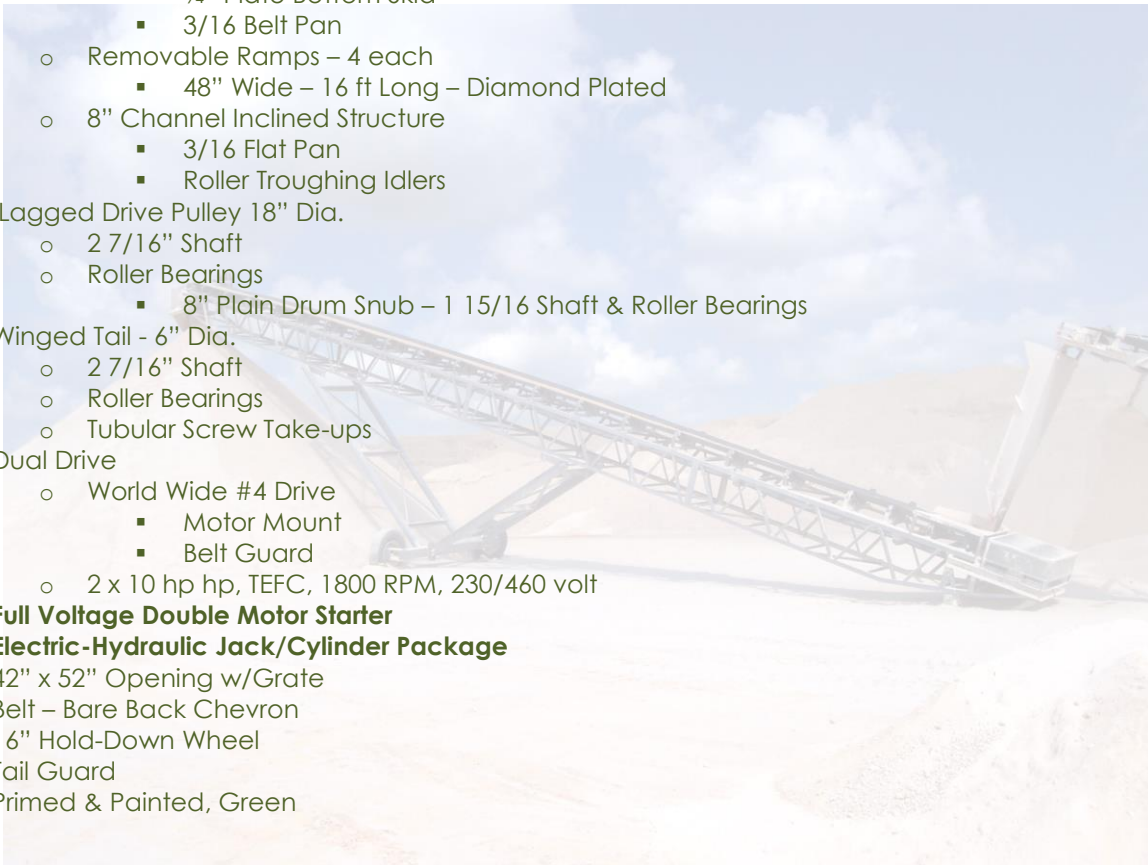 Plate Bottom Skid
▪ 3/16 Belt Pan
o Removable Ramps – 4 each
▪ 48” Wide – 16 ft Long – Diamond Plated
o 8” Channel Inclined Structure
▪ 3/16 Flat Pan
▪ Roller Troughing Idlers
Lagged Drive Pulley 18” Dia.
o 2 7/16” Shaft
o Roller Bearings
▪ 8” Plain Drum Snub – 1 15/16 Shaft & Roller Bearings
Winged Tail - 6” Dia.
o 2 7/16” Shaft
o Roller Bearings
o Tubular Screw Take-ups
Dual Drive
o World Wide #4 Drive
▪ Motor Mount
▪ Belt Guard
o 2 x 10 hp hp, TEFC, 1800 RPM, 230/460 volt
Full Voltage Double Motor Starter
Electric-Hydraulic Jack/Cylinder Package
42” x 52” Opening w/Grate
Belt – Bare Back Chevron
6” Hold-Down Wheel
Tail Guard
Primed & Painted, Green